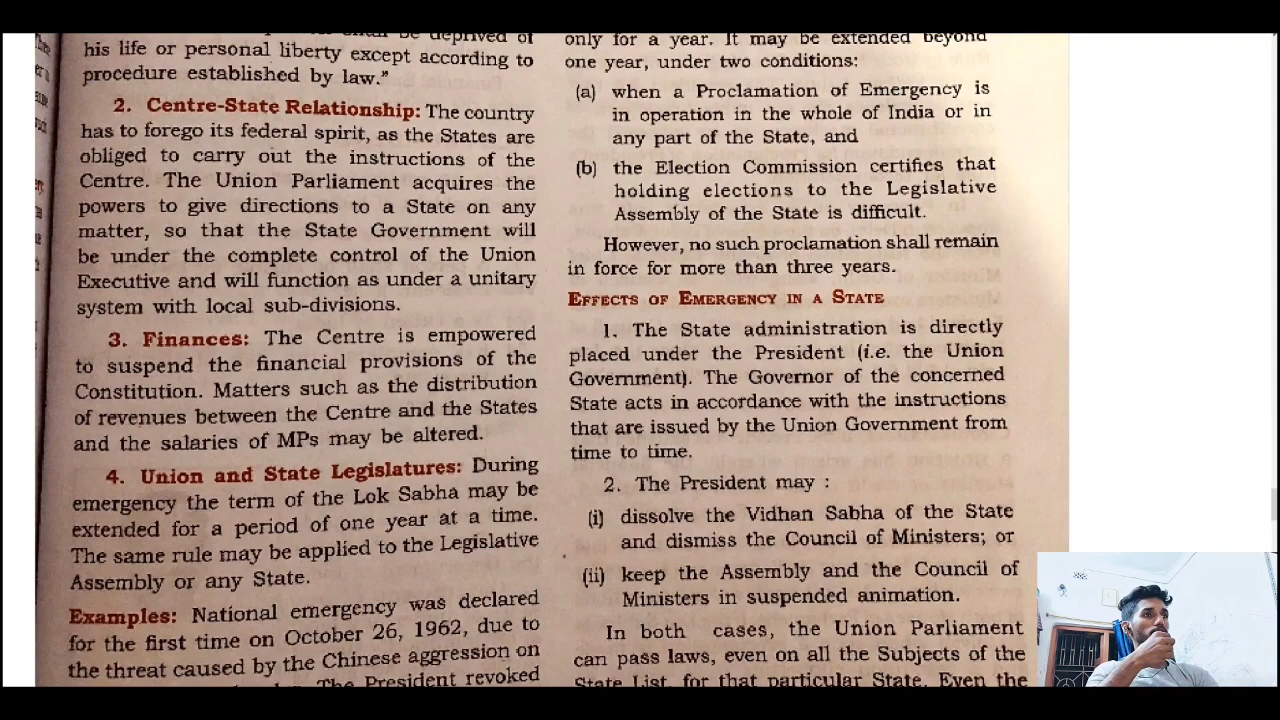 his life or personal liberty except according to
procedure established by law."
2. Centre-State Relationship: The country
has to forego its federal spirit, as the States are
obliged to carry out the instructions of the
Centre. The Union Parliament acquires the
powers to give directions to a State on any
matter, so that the State Government will
be under the complete control of the Union
Executive and will function as under a unitary
system with local sub-divisions.
3. Finances: The Centre is empowered
to suspend the financial provisions of the
Constitution. Matters such as the distribution
of revenues between the Centre and the States
and the salaries of MPs may be altered.
4. Union and State Legislatures: During
emergency the term of the Lok Sabha may be
extended for a period of one year at a time.
The same rule may be applied to the Legislative
Assembly or any State.
Examples: National emergency was declared
for the first time on October 26, 1962, due to
the threat caused by the Chinese aggression on
The President revoked
only for a year. It may be extended beyond
one year, under two conditions:
(a) when a Proclamation of Emergency is
in operation in the whole of India or in
any part of the State, and
(b) the Election Commission certifies that
holding elections to the Legislative
Assembly of the State is difficult.
However, no such proclamation shall remain
in force for more than three years.
EFFECTS OF EMERGENCY IN A STATE
1. The State administration is directly
placed under the President (i.e. the Union
Government). The Governor of the concerned
State acts in accordance with the instructions
that are issued by the Union Government from
time to time.
2. The President may :
(i) dissolve the Vidhan Sabha of the State
and dismiss the Council of Ministers; or
(ii) keep the Assembly and the Council of
Ministers in suspended animation.
In both cases, the Union Parliament
can pass laws, even on all the Subjects of the
State List, for that particular State. Even the